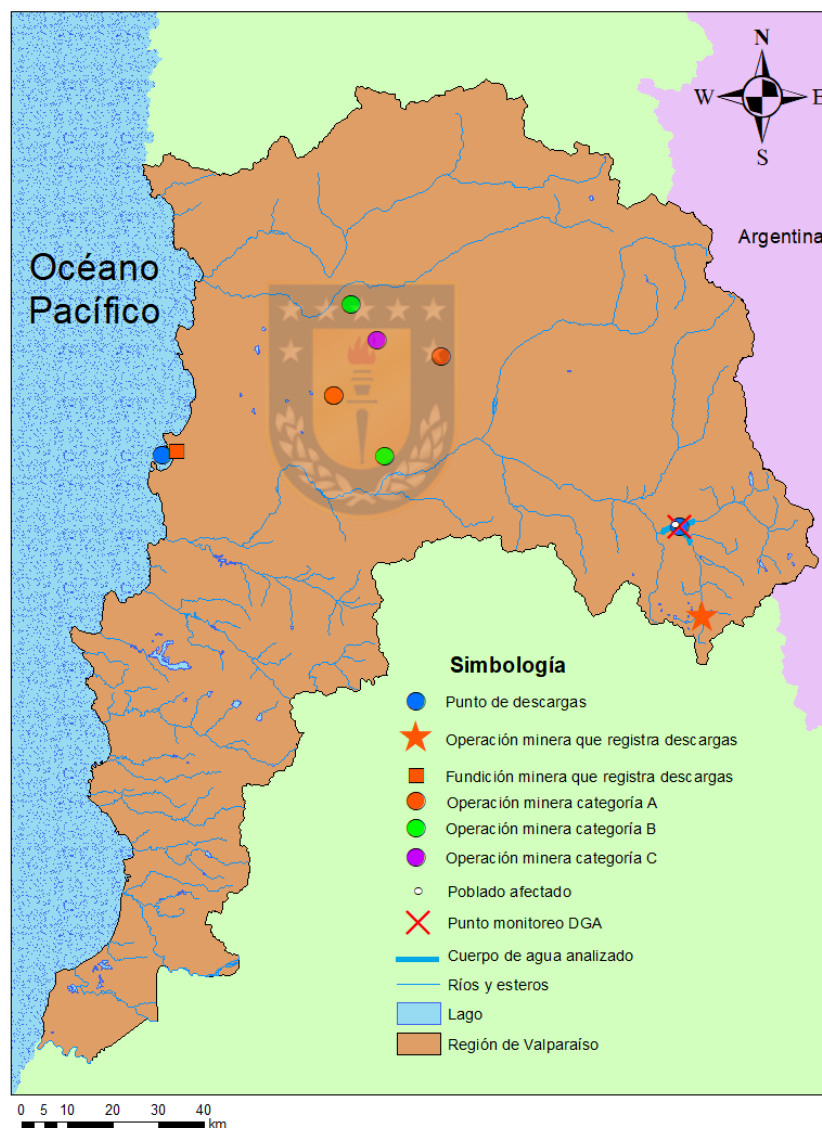 N
W
E
S
Argentina
Océano
Pacífico
Simbología
Punto de descargas
Operación minera que registra descargas
Fundición minera que registra descargas
Operación minera categoría A
Operación minera categoría B
Operación minera categoría C
Poblado afectado
Punto monitoreo DGA
Cuerpo de agua analizado
Ríos y esteros
Lago
Región de Valparaíso
0 5 10 20 30 40
km